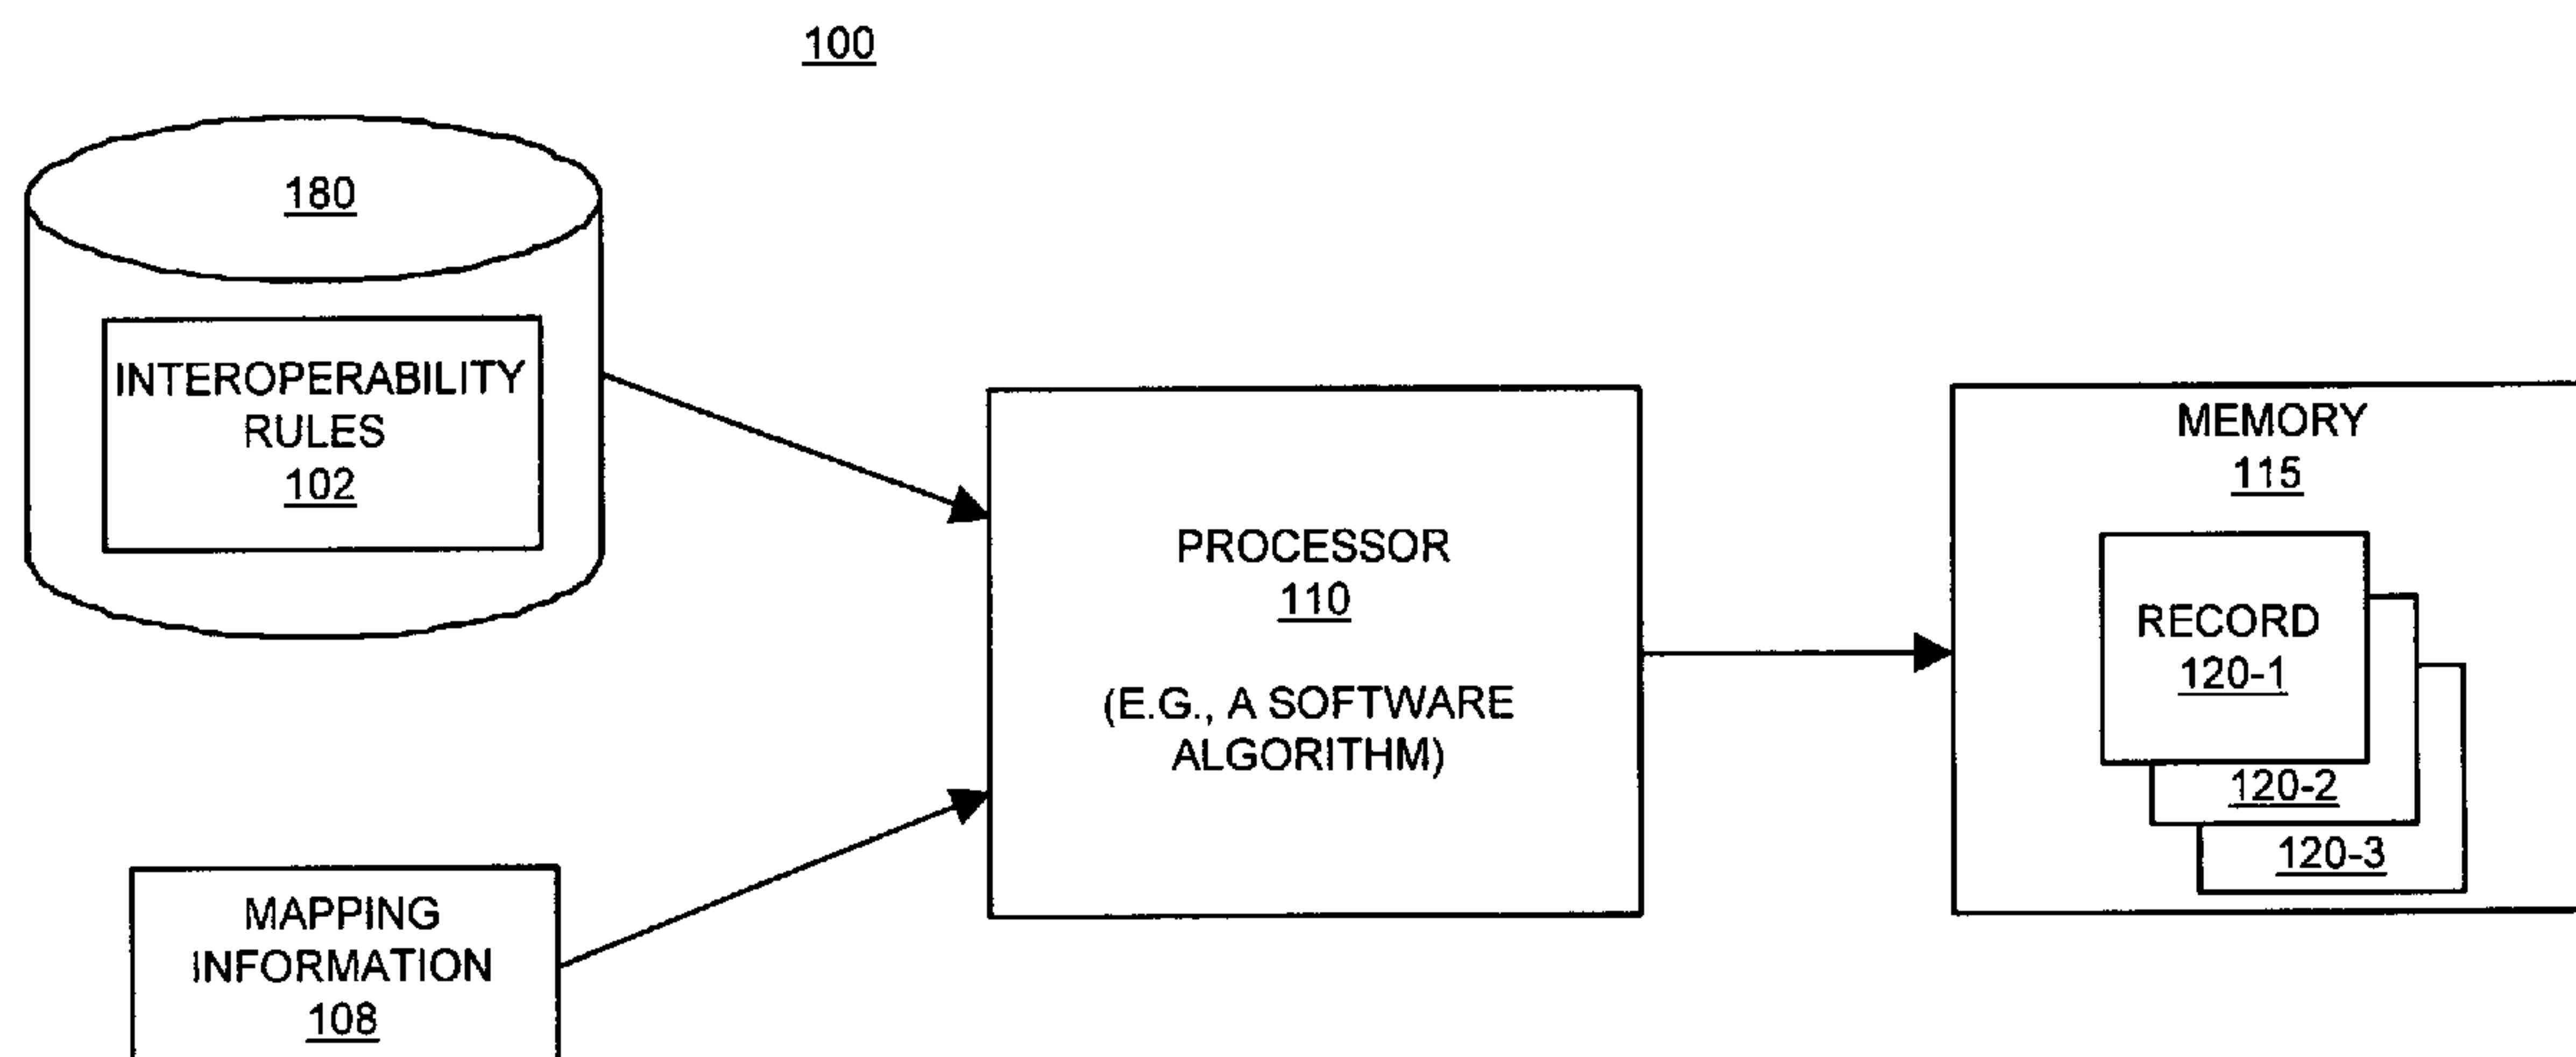 100
180
INTEROPERABILITY
RULES
102
PROCESSOR
110
(E.G., A SOFTWARE
ALGORITHM)
MEMORY
115
RECORD
120-1
120-2
120-3
MAPPING
INFORMATION
108